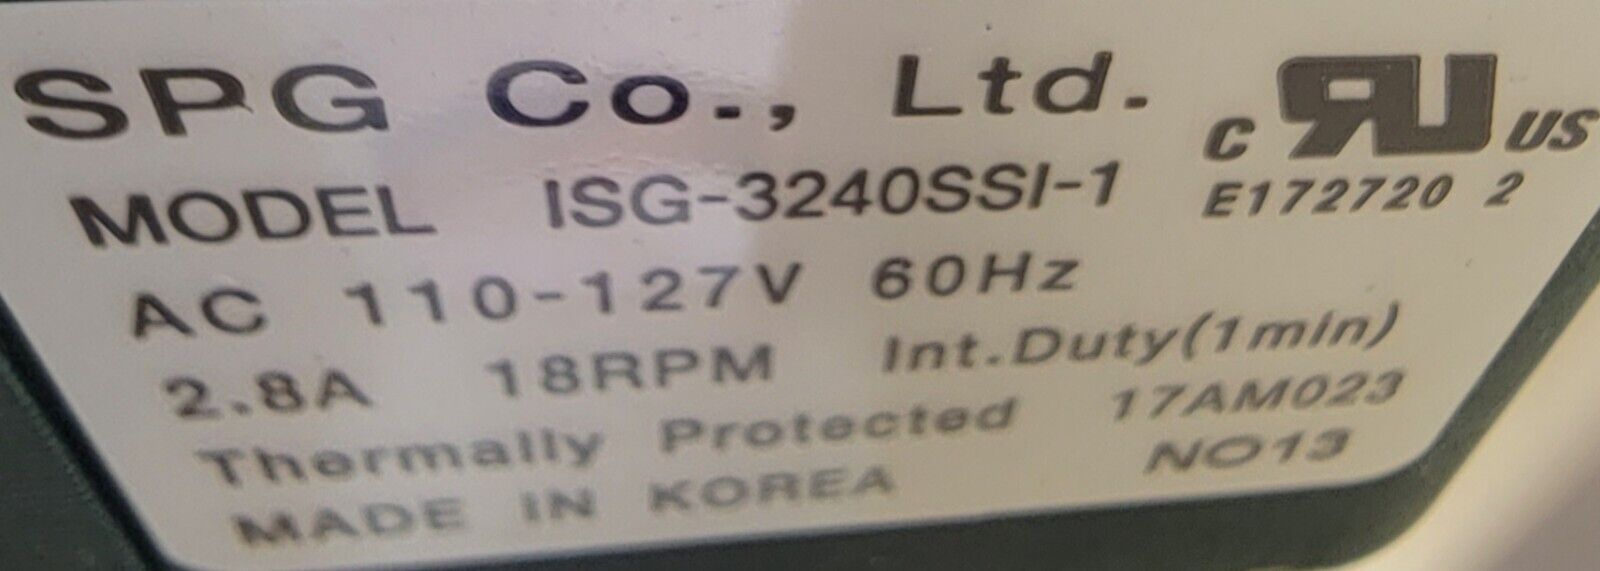 SPG Co., Ltd.
c RU US
MODEL ISG-3240SSI-1
E172720 2
AC 110-127V 60Hz
2.8A 18RPM Int.Duty(1min)
Thermally Protected 17AM023
MADE IN KOREA NO13